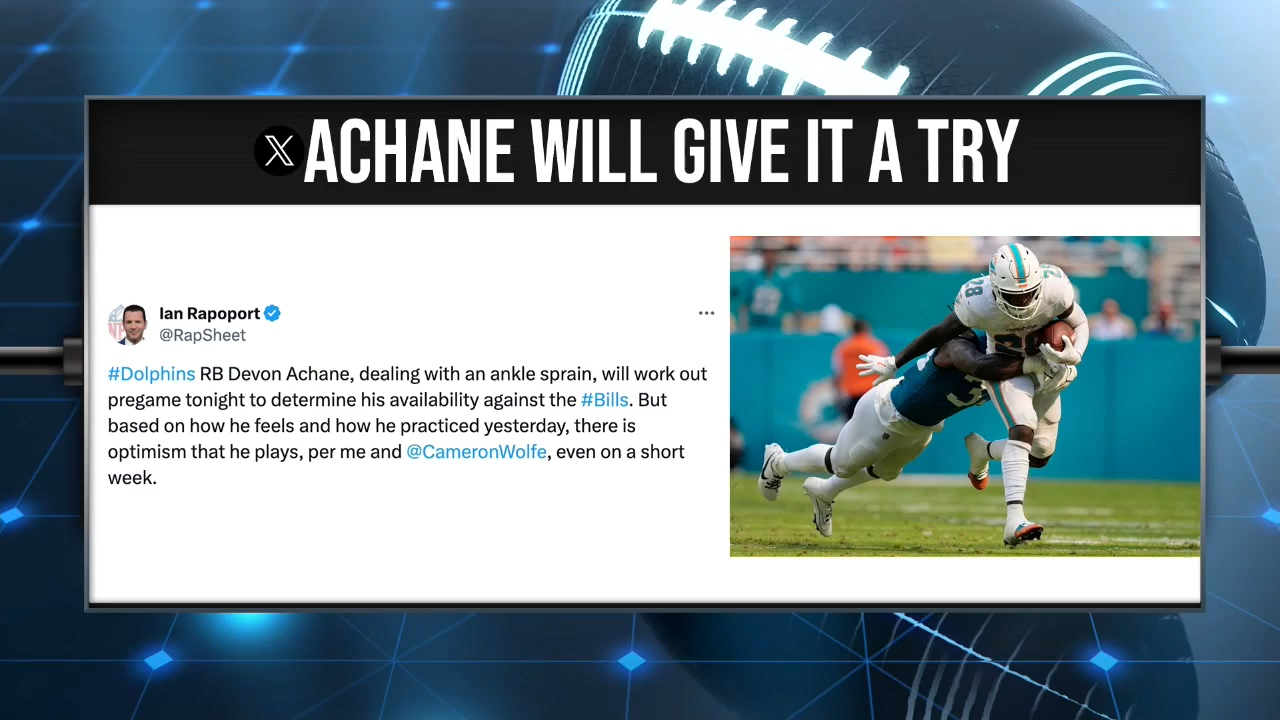 ACHANE WILL GIVE IT A TRY
Ian Rapoport
@RapSheet
#Dolphins RB Devon Achane, dealing with an ankle sprain, will work out
pregame tonight to determine his availability against the #Bills. But
based on how he feels and how he practiced yesterday, there is
optimism that he plays, per me and @CameronWolfe, even on a short
week.
28